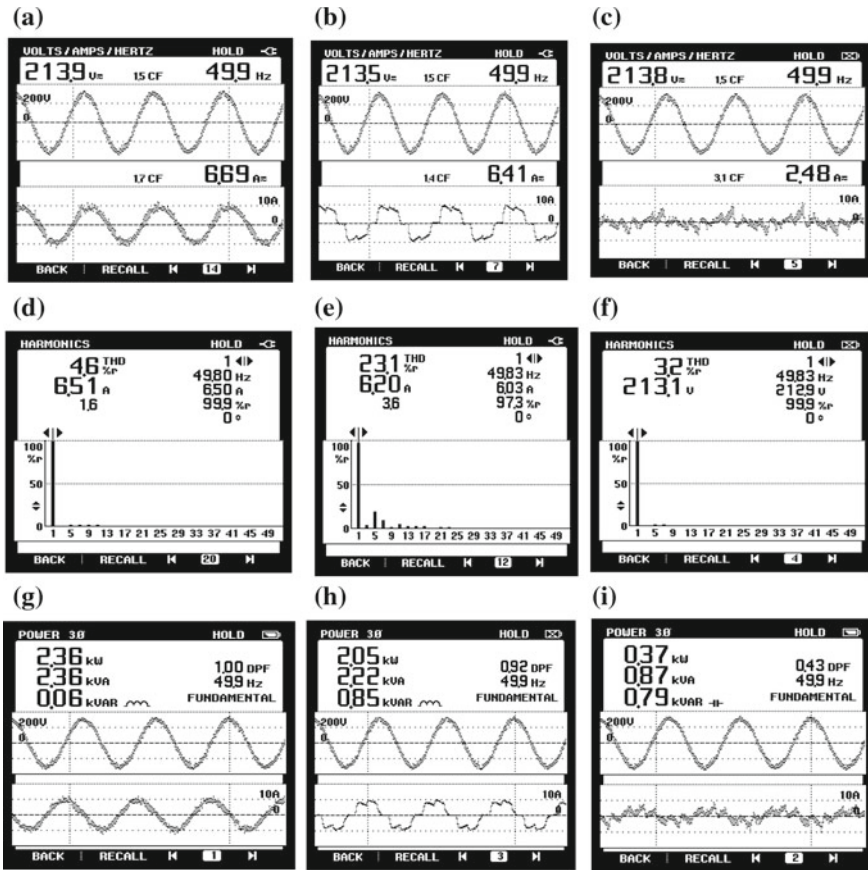 (a)
VOLTS/AMPS/HERTZ HOLD
213.9 V≂ 1.5 CF 49.9 Hz
200V
0
1.7 CF 6.69 A≂
10A
0
BACK RECALL 14
(b)
VOLTS/AMPS/HERTZ HOLD
213.5 V≂ 1.5 CF 49.9 Hz
200V
0
1.4 CF 6.41 A≂
10A
0
BACK RECALL 7
(c)
VOLTS/AMPS/HERTZ HOLD
213.8 V≂ 1.5 CF 49.9 Hz
200V
0
3.1 CF 2.48 A≂
10A
0
BACK RECALL 5
(d)
HARMONICS HOLD
4.6 THD %r 1
49.80 Hz
6.51 A 6.50 A
1.6 99.9 %r
0 °
100
%r
50
0
1 5 9 13 17 21 25 29 33 37 41 45 49
BACK RECALL 20
(e)
HARMONICS HOLD
23.1 THD %r 1
49.83 Hz
6.20 A 6.03 A
3.6 97.3 %r
0 °
100
%r
50
0
1 5 9 13 17 21 25 29 33 37 41 45 49
BACK RECALL 12
(f)
HARMONICS HOLD
3.2 THD %r 1
49.83 Hz
213.1 V 212.9 V
99.9 %r
0 °
100
%r
50
0
1 5 9 13 17 21 25 29 33 37 41 45 49
BACK RECALL 4
(g)
POWER 3.0 HOLD
2.36 kW
1.00 DPF
2.36 kVA
49.9 Hz
0.06 kVAR FUNDAMENTAL
200V
0
10A
0
BACK RECALL 1
(h)
POWER 3.0 HOLD
2.05 kW
0.92 DPF
2.22 kVA
49.9 Hz
0.85 kVAR FUNDAMENTAL
200V
0
10A
0
BACK RECALL 3
(i)
POWER 3.0 HOLD
0.37 kW
0.43 DPF
0.87 kVA
49.9 Hz
0.79 kVAR FUNDAMENTAL
200V
0
10A
0
BACK RECALL 2